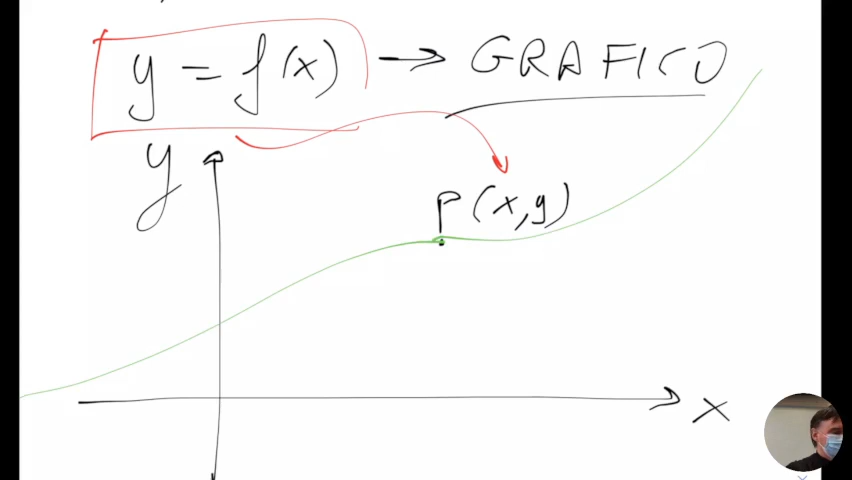 y = f(x) → GRAFICO
y
P(x,y)
x